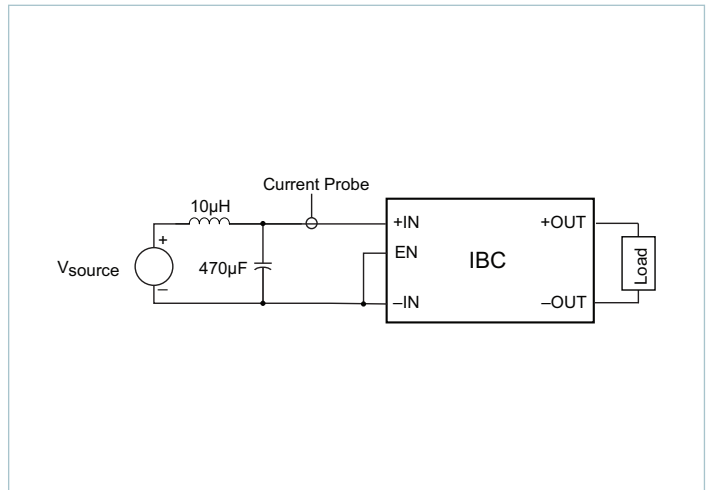 Current Probe
10µH
+IN
+OUT
+
EN
Vsource
470µF
IBC
Load
–
–IN
–OUT